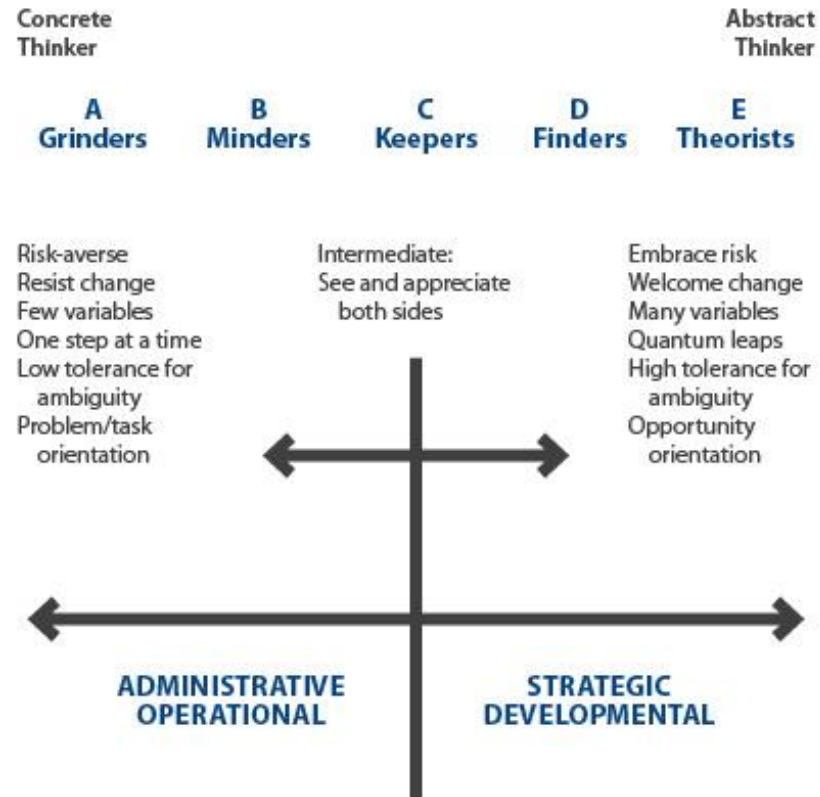 Concrete
Thinker
Abstract
Thinker
A
Grinders
B
Minders
C
Keepers
D
Finders
E
Theorists
Risk-averse
Resist change
Few variables
One step at a time
Low tolerance for
ambiguity
Problem/task
orientation
Intermediate:
See and appreciate
both sides
Embrace risk
Welcome change
Many variables
Quantum leaps
High tolerance for
ambiguity
Opportunity
orientation
ADMINISTRATIVE
OPERATIONAL
STRATEGIC
DEVELOPMENTAL